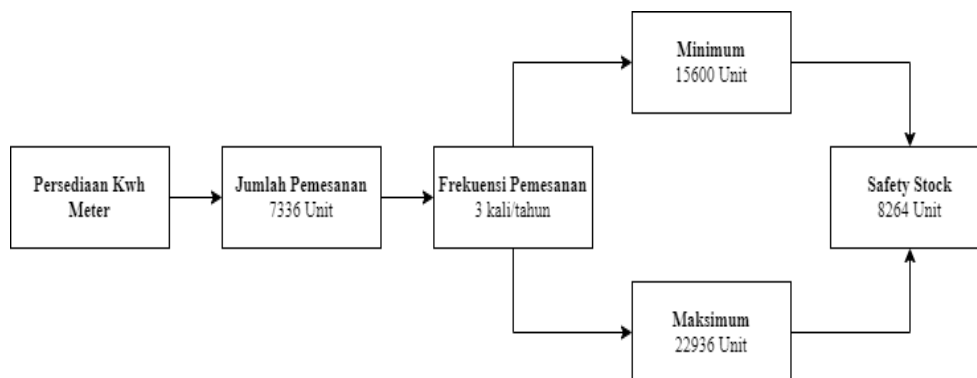 Minimum
15600 Unit
Persediaan Kwh
Meter
Jumlah Pemesanan
7336 Unit
Frekuensi Pemesanan
3 kali/tahun
Safety Stock
8264 Unit
Maksimum
22936 Unit